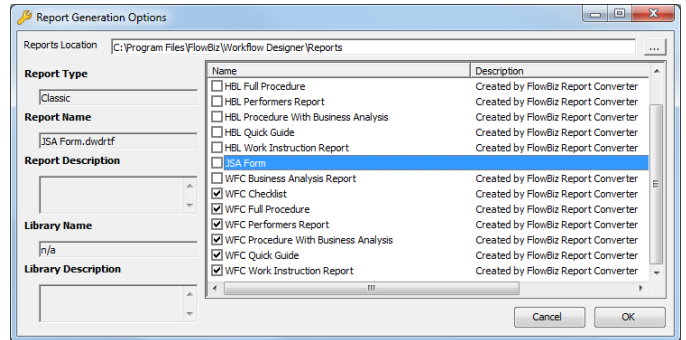 Report Generation Options
Reports Location C:\Program Files\FlowBiz\Workflow Designer\Reports ...
Report Type
Classic
Report Name
JSA Form.dwdrtf
Report Description
Library Name
n/a
Library Description
Name Description
HBL Full Procedure Created by FlowBiz Report Converter
HBL Performers Report Created by FlowBiz Report Converter
HBL Procedure With Business Analysis Created by FlowBiz Report Converter
HBL Quick Guide Created by FlowBiz Report Converter
HBL Work Instruction Report Created by FlowBiz Report Converter
JSA Form
WFC Business Analysis Report Created by FlowBiz Report Converter
WFC Checklist Created by FlowBiz Report Converter
WFC Full Procedure Created by FlowBiz Report Converter
WFC Performers Report Created by FlowBiz Report Converter
WFC Procedure With Business Analysis Created by FlowBiz Report Converter
WFC Quick Guide Created by FlowBiz Report Converter
WFC Work Instruction Report Created by FlowBiz Report Converter
Cancel OK